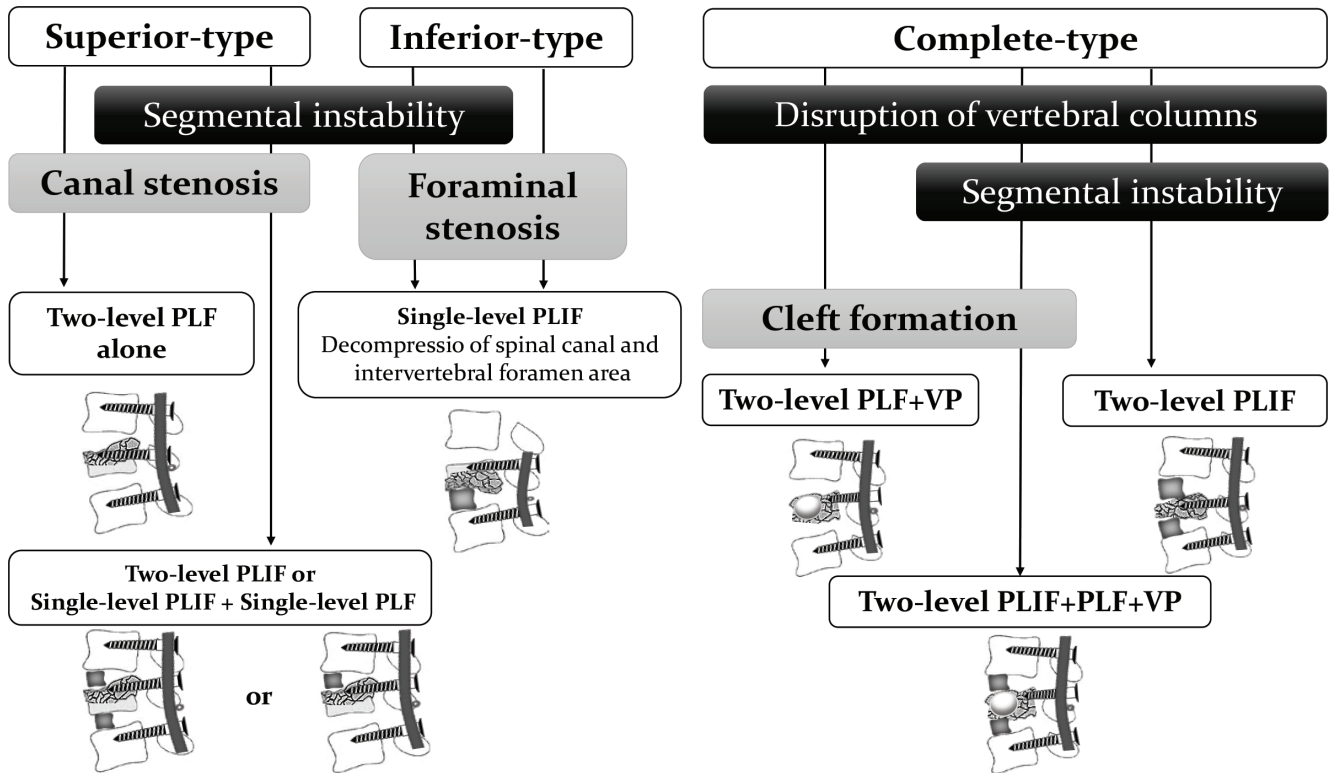 Superior-type
Inferior-type
Complete-type
Segmental instability
Disruption of vertebral columns
Canal stenosis
Foraminal
stenosis
Segmental instability
Two-level PLF
alone
Single-level PLIF
Decompressio of spinal canal and
intervertebral foramen area
Cleft formation
Two-level PLF+VP
Two-level PLIF
Two-level PLIF or
Single-level PLIF + Single-level PLF
Two-level PLIF+PLF+VP
or